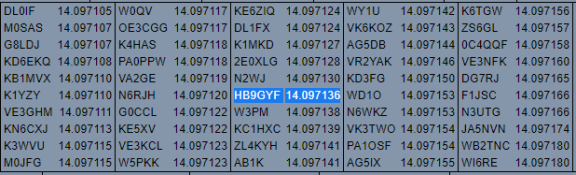 DL0IF 14.097105 W0QV 14.097117 KE6ZIQ 14.097124 WY1U 14.097142 K6TGW 14.097156
M0SAS 14.097107 OE3CGG 14.097117 DL1FX 14.097124 VK6KOZ 14.097143 ZS6GL 14.097157
G8LDJ 14.097107 K4HAS 14.097118 K1MKD 14.097127 AG5DB 14.097144 0C4QQF 14.097158
KD6EKQ 14.097108 PA0PPW 14.097118 2E0XLG 14.097128 VR2YAK 14.097146 VE3NFK 14.097160
KB1MVX 14.097110 VA2GE 14.097119 N2WJ 14.097130 KD3FG 14.097150 DG7RJ 14.097165
K1YZY 14.097110 N6RJH 14.097120 HB9GYF 14.097136 WD1O 14.097153 F1JSC 14.097166
VE3GHM 14.097111 G0CCL 14.097122 W3PM 14.097138 N6WKZ 14.097153 N3UTG 14.097166
KN6CXJ 14.097113 KE5XV 14.097122 KC1HXC 14.097139 VK3TWO 14.097154 JA5NVN 14.097174
K3WVU 14.097115 VE3KCL 14.097123 ZL4KYH 14.097141 PA1OSF 14.097154 WB2TNC 14.097180
M0JFG 14.097115 W5PKK 14.097123 AB1K 14.097141 AG5IX 14.097155 WI6RE 14.097180